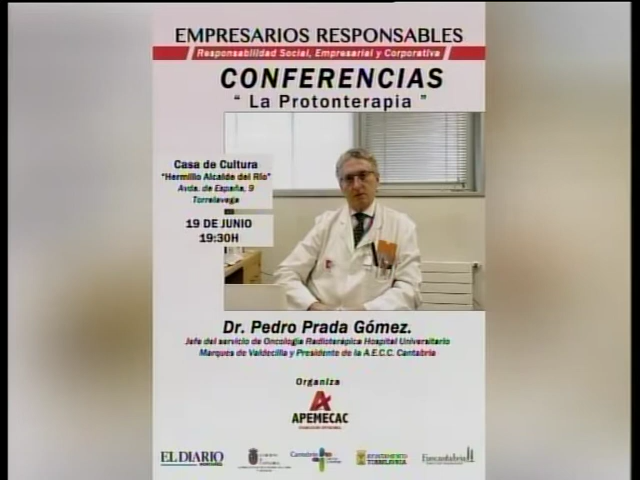 EMPRESARIOS RESPONSABLES
Responsabilidad Social, Empresarial y Corporativa
CONFERENCIAS
“ La Protonterapia ”
Casa de Cultura
"Hermilio Alcalde del Río"
Avda. de España, 9
Torrelavega
19 DE JUNIO
19:30H
Dr. Pedro Prada Gómez.
Jefe del servicio de Oncología Radioterápica Hospital Universitario
Marques de Valdecilla y Presidente de la A.E.C.C. Cantabria
Organiza
APEMECAC
EL DIARIO
AYUNTAMIENTO
TORRELAVEGA